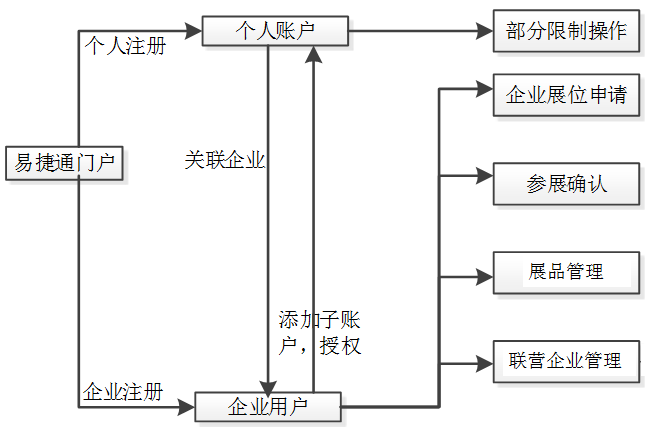 个人账户
部分限制操作
个人注册
企业展位申请
关联企业
易捷通门户
参展确认
展品管理
添加子账
户，授权
联营企业管理
企业注册
企业用户